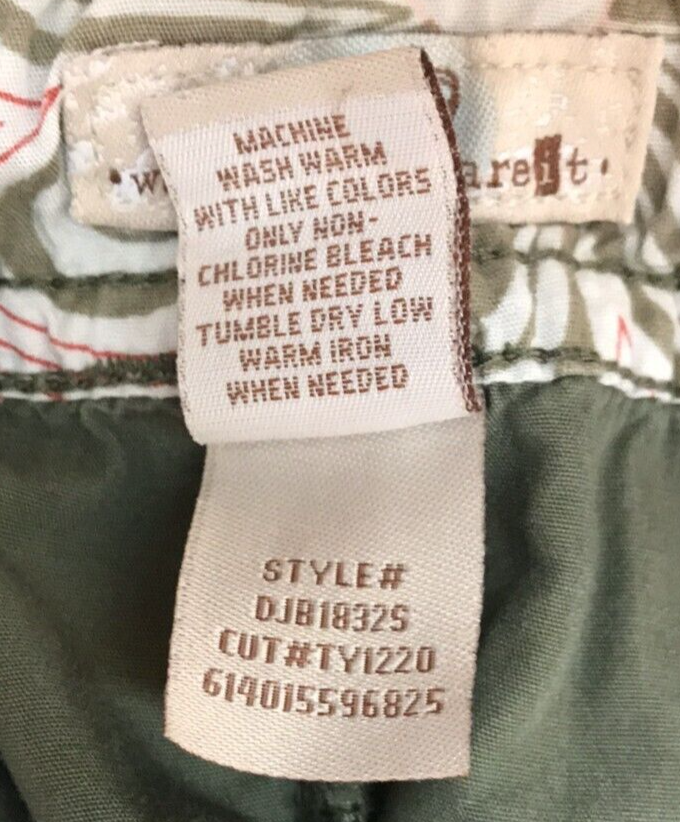 MACHINE
WASH WARM
WITH LIKE COLORS
ONLY NON-
CHLORINE BLEACH
WHEN NEEDED
TUMBLE DRY LOW
WARM IRON
WHEN NEEDED
STYLE#
DJB1832S
CUT#TY1220
614015596825